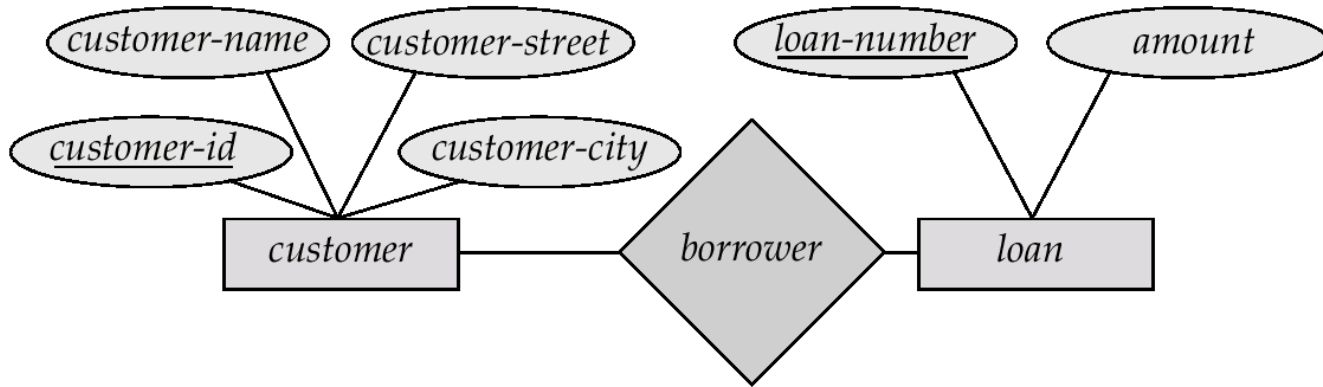 customer-name
customer-street
loan-number
amount
customer-id
customer-city
customer
borrower
loan